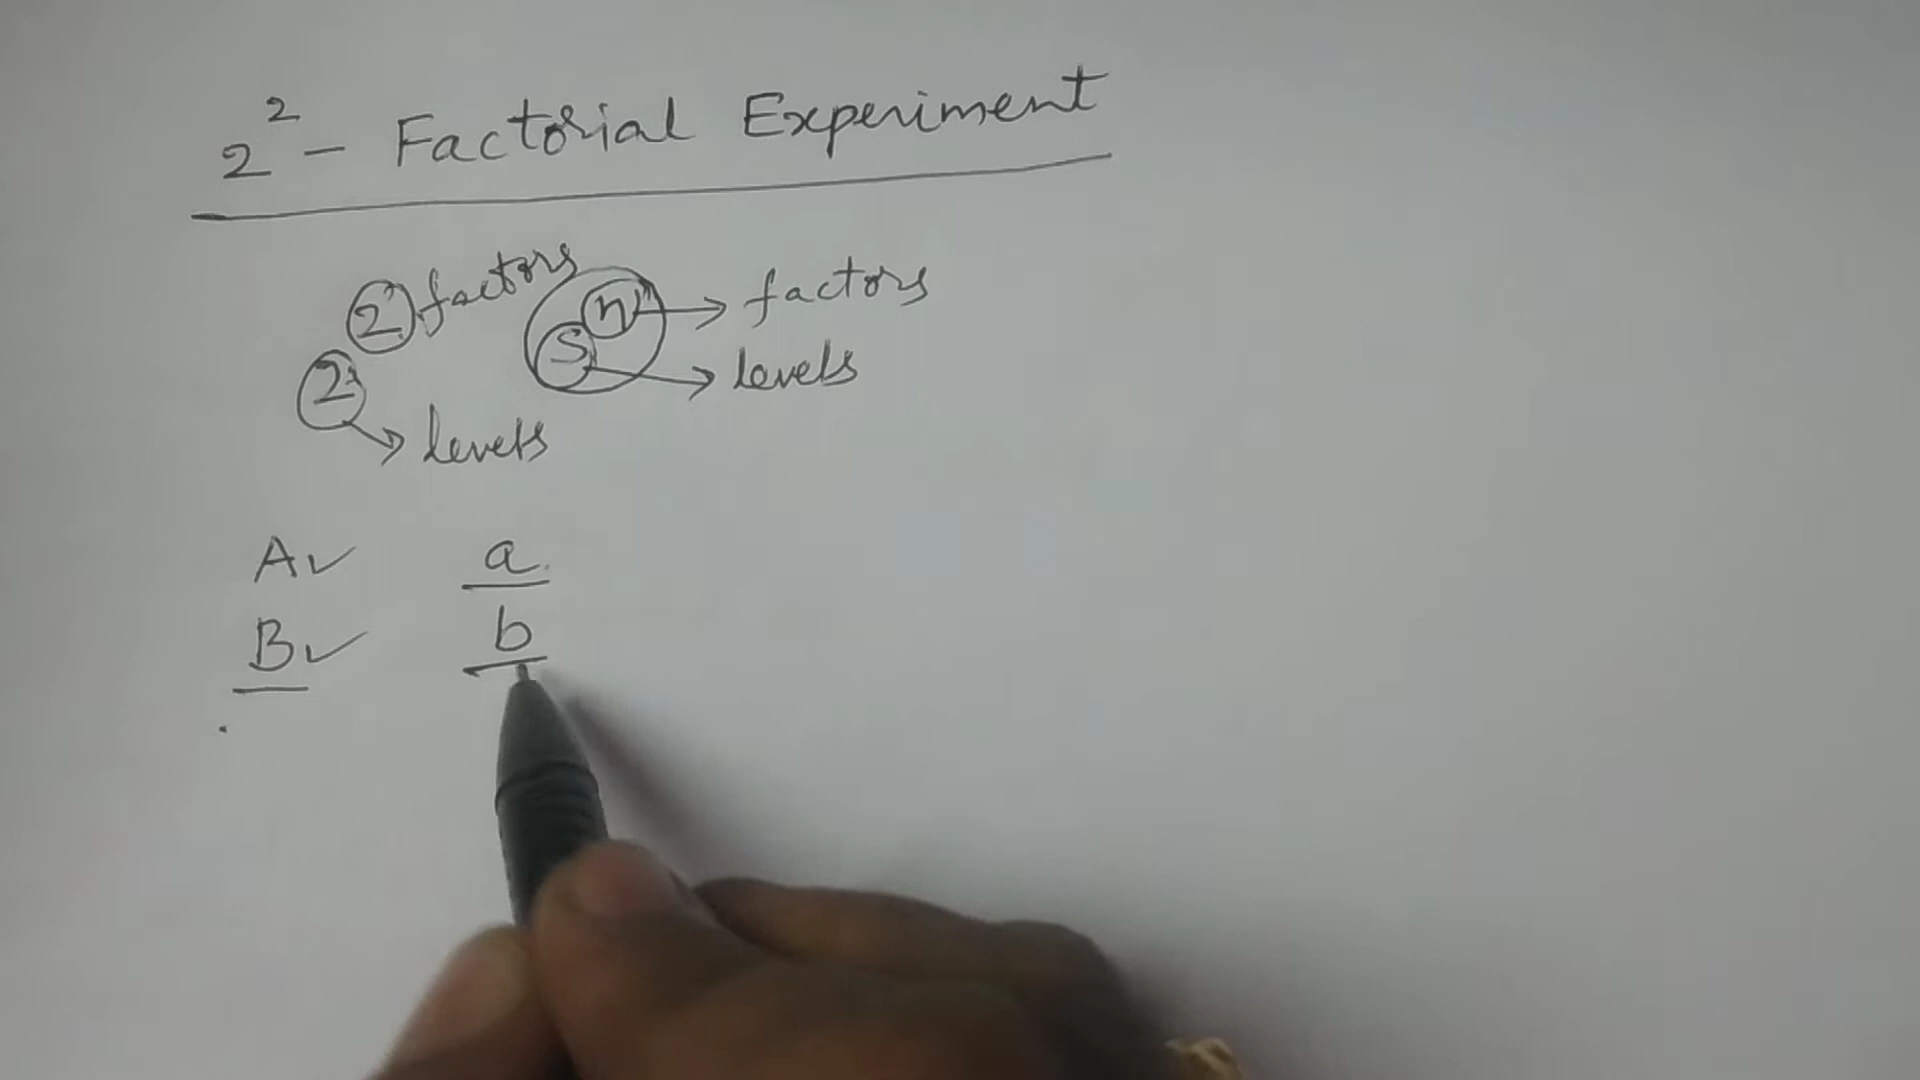 2² - Factorial Experiment
2 factors n → factors
2 S → levels
→ levels
A✓ a
B✓ b